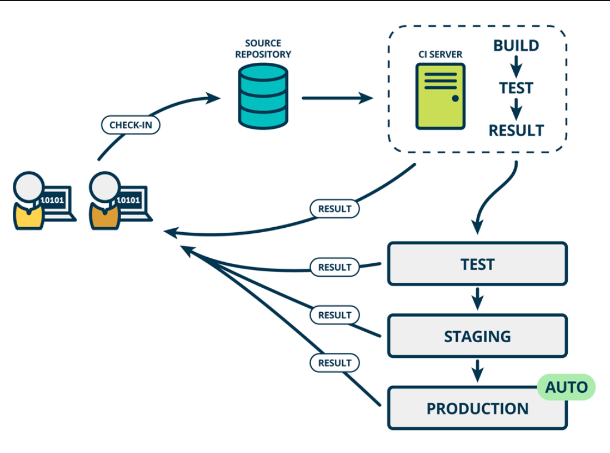 SOURCE
REPOSITORY
CI SERVER
BUILD
TEST
RESULT
CHECK-IN
10101
10101
RESULT
RESULT
TEST
RESULT
STAGING
RESULT
AUTO
PRODUCTION